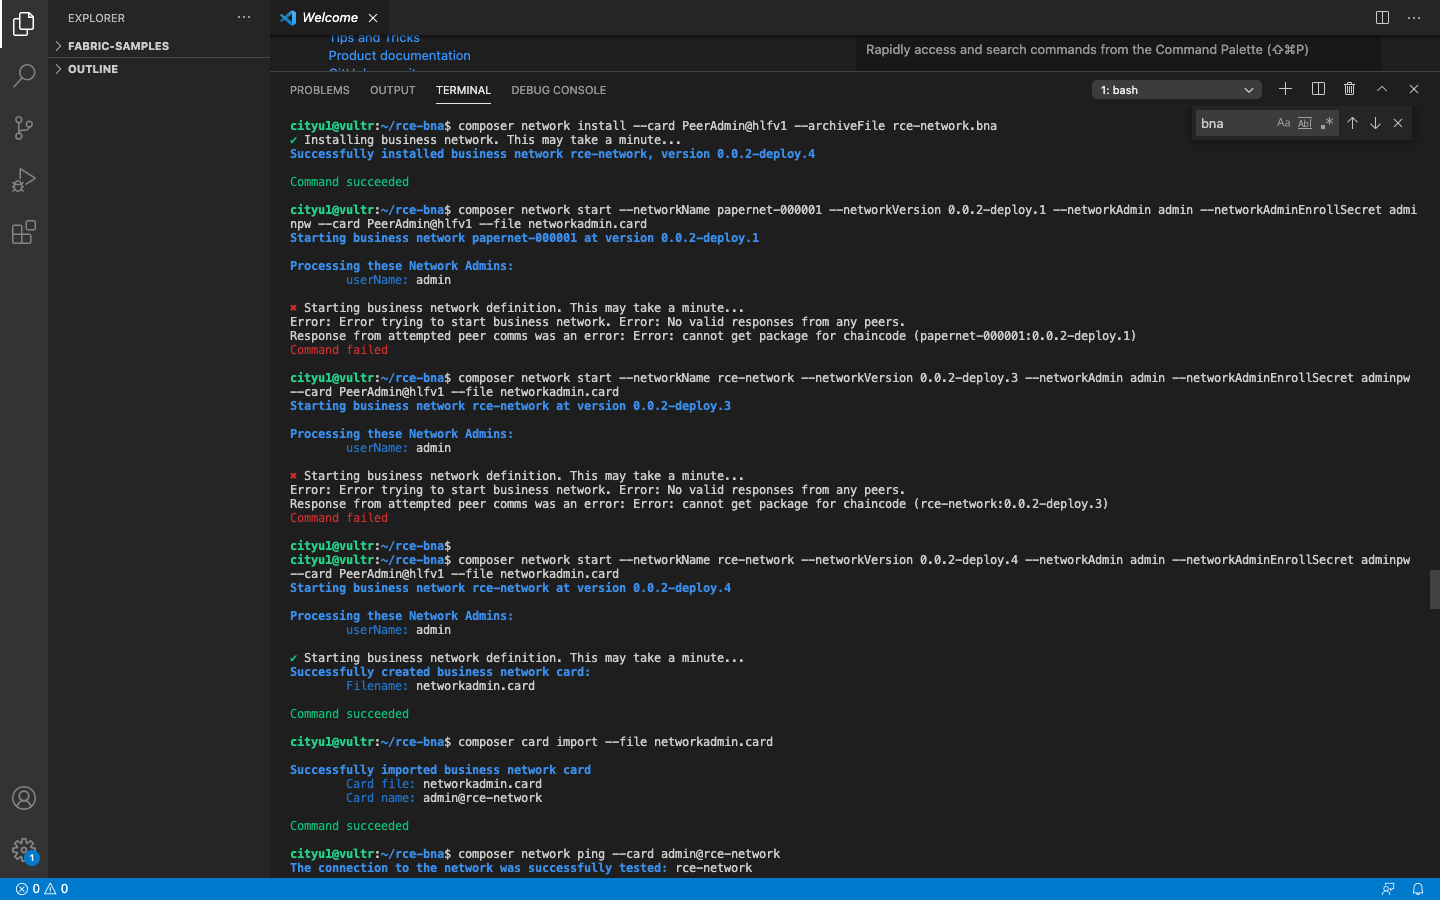 EXPLORER
FABRIC-SAMPLES
OUTLINE
Welcome
Tips and Tricks
Product documentation
Rapidly access and search commands from the Command Palette (⇧⌘P)
PROBLEMS OUTPUT TERMINAL DEBUG CONSOLE
1: bash
bna
cityu1@vultr:~/rce-bna$ composer network install --card PeerAdmin@hlfv1 --archiveFile rce-network.bna
✔ Installing business network. This may take a minute...
Successfully installed business network rce-network, version 0.0.2-deploy.4
Command succeeded
cityu1@vultr:~/rce-bna$ composer network start --networkName papernet-000001 --networkVersion 0.0.2-deploy.1 --networkAdmin admin --networkAdminEnrollSecret admi
npw --card PeerAdmin@hlfv1 --file networkadmin.card
Starting business network papernet-000001 at version 0.0.2-deploy.1
Processing these Network Admins:
userName: admin
✖ Starting business network definition. This may take a minute...
Error: Error trying to start business network. Error: No valid responses from any peers.
Response from attempted peer comms was an error: Error: cannot get package for chaincode (papernet-000001:0.0.2-deploy.1)
Command failed
cityu1@vultr:~/rce-bna$ composer network start --networkName rce-network --networkVersion 0.0.2-deploy.3 --networkAdmin admin --networkAdminEnrollSecret adminpw
--card PeerAdmin@hlfv1 --file networkadmin.card
Starting business network rce-network at version 0.0.2-deploy.3
Processing these Network Admins:
userName: admin
✖ Starting business network definition. This may take a minute...
Error: Error trying to start business network. Error: No valid responses from any peers.
Response from attempted peer comms was an error: Error: cannot get package for chaincode (rce-network:0.0.2-deploy.3)
Command failed
cityu1@vultr:~/rce-bna$
cityu1@vultr:~/rce-bna$ composer network start --networkName rce-network --networkVersion 0.0.2-deploy.4 --networkAdmin admin --networkAdminEnrollSecret adminpw
--card PeerAdmin@hlfv1 --file networkadmin.card
Starting business network rce-network at version 0.0.2-deploy.4
Processing these Network Admins:
userName: admin
✔ Starting business network definition. This may take a minute...
Successfully created business network card:
Filename: networkadmin.card
Command succeeded
cityu1@vultr:~/rce-bna$ composer card import --file networkadmin.card
Successfully imported business network card
Card file: networkadmin.card
Card name: admin@rce-network
Command succeeded
cityu1@vultr:~/rce-bna$ composer network ping --card admin@rce-network
The connection to the network was successfully tested: rce-network
1
0 0